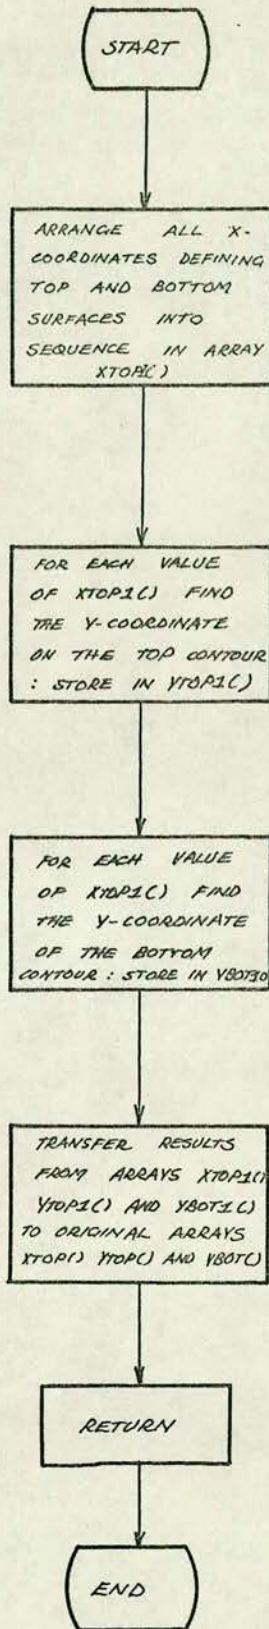 START
ARRANGE ALL X-
COORDINATES DEFINING
TOP AND BOTTOM
SURFACES INTO
SEQUENCE IN ARRAY
XTOP1()
FOR EACH VALUE
OF XTOP1() FIND
THE Y-COORDINATE
ON THE TOP CONTOUR
: STORE IN YTOP1()
FOR EACH VALUE
OF XTOP1() FIND
THE Y-COORDINATE
OF THE BOTTOM
CONTOUR : STORE IN
TRANSFER RESULTS
FROM ARRAYS XTOP1()
YTOP1() AND YBOT1()
TO ORIGINAL ARRAYS
XTOP() YTOP() AND YBOT()
RETURN
END